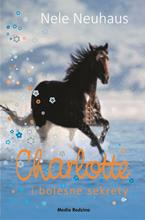 Nele Neuhaus
Charlotte
i bolesne sekrety
Media Rodzina